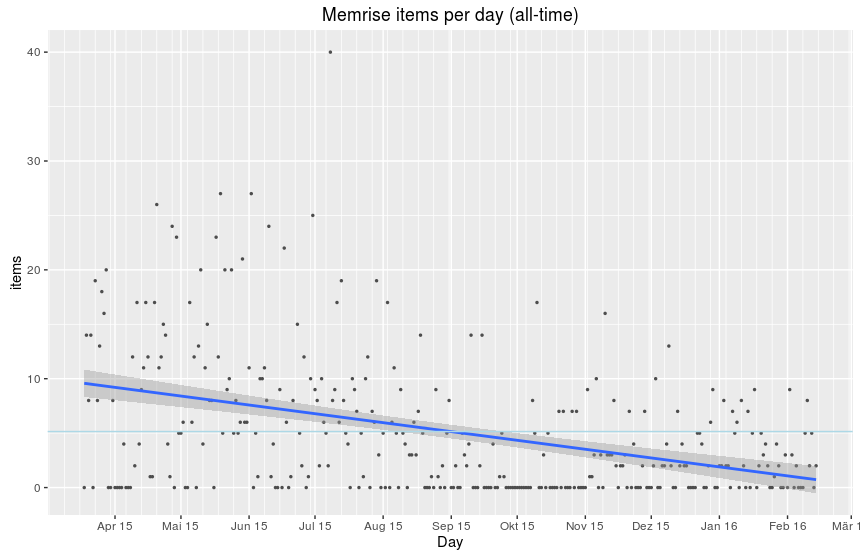 Memrise items per day (all-time)
40
30
20
10
0
items
Apr 15 Mai 15 Jun 15 Jul 15 Aug 15 Sep 15 Okt 15 Nov 15 Dez 15 Jan 16 Feb 16 Mär 1
Day